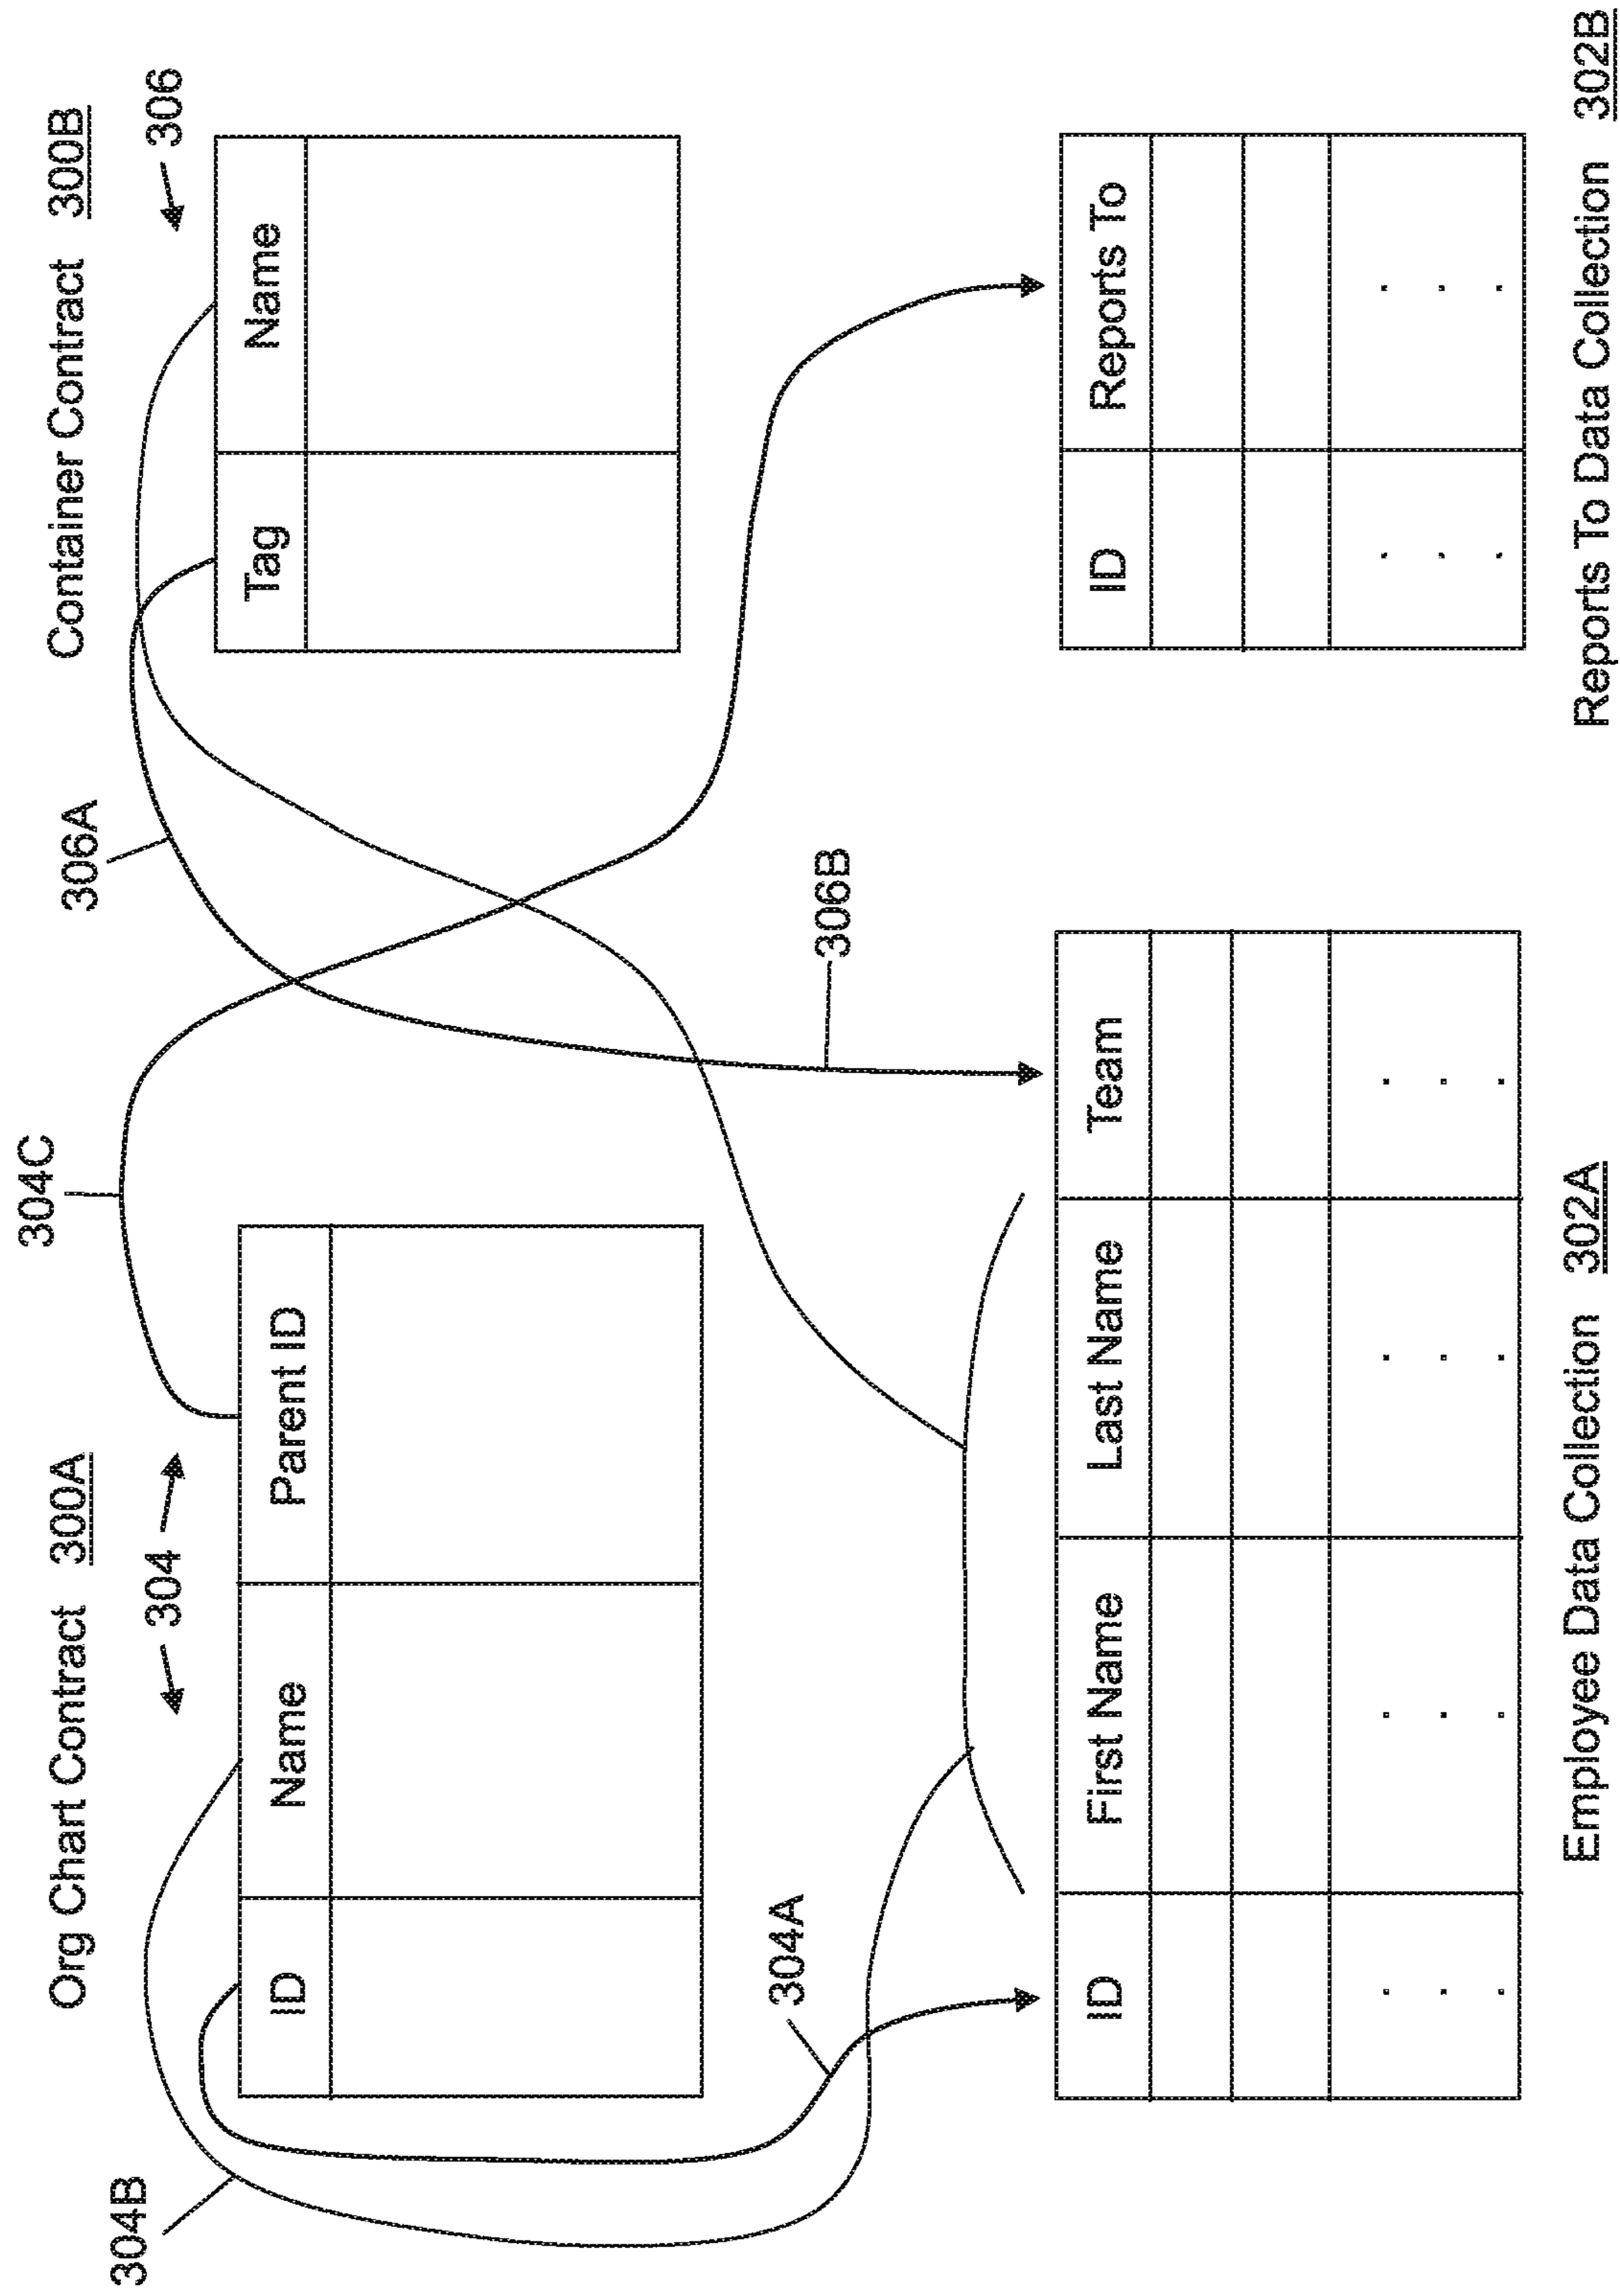 Org Chart Contract 300A
Container Contract 300B
304C
304
306
306A
304B
ID Name Parent ID
Tag Name
304A
306B
ID First Name Last Name Team
ID Reports To
Employee Data Collection 302A
Reports To Data Collection 302B